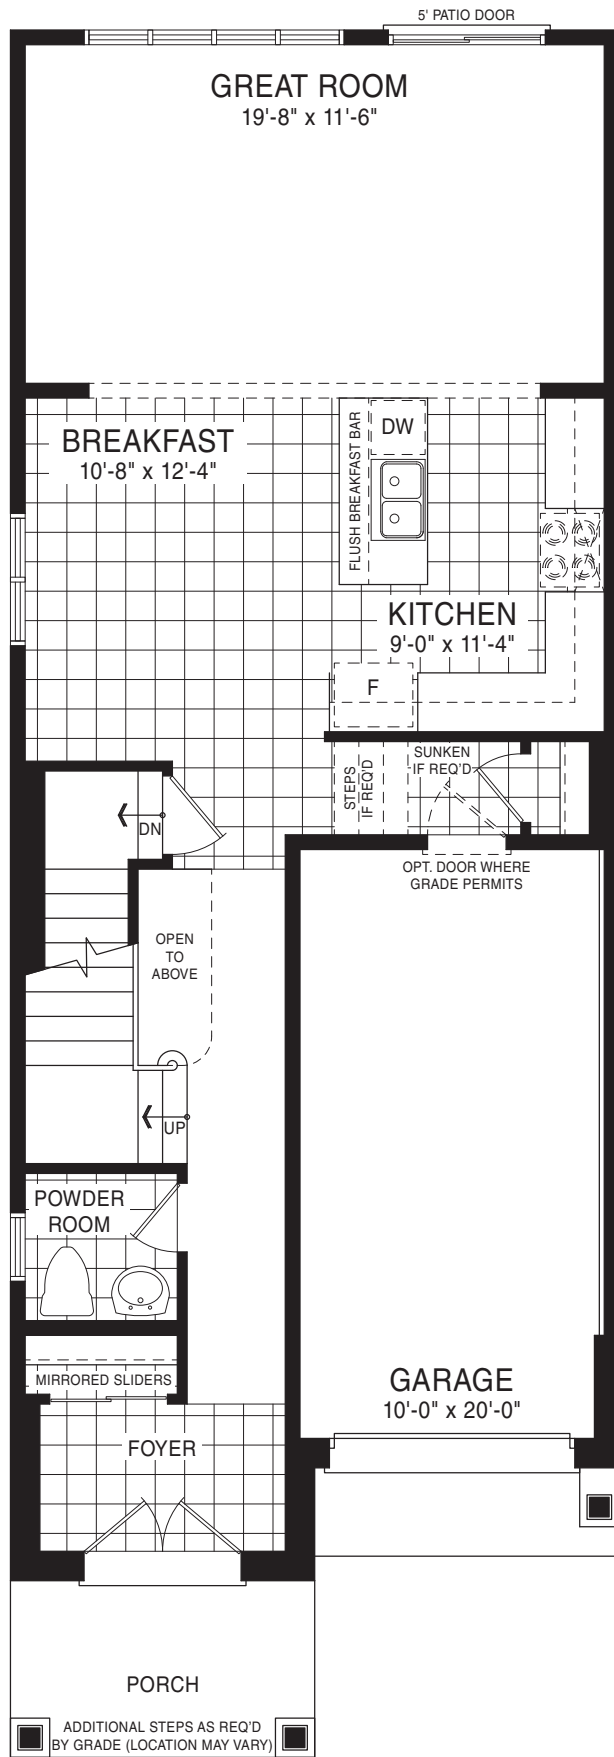 5' PATIO DOOR
GREAT ROOM
19'-8" x 11'-6"
BREAKFAST
10'-8" x 12'-4"
FLUSH BREAKFAST BAR
DW
KITCHEN
9'-0" x 11'-4"
F
STEPS
IF REQ'D
SUNKEN
IF REQ'D
DN
OPT. DOOR WHERE
GRADE PERMITS
OPEN
TO
ABOVE
UP
POWDER
ROOM
MIRRORED SLIDERS
GARAGE
10'-0" x 20'-0"
FOYER
PORCH
ADDITIONAL STEPS AS REQ'D
BY GRADE (LOCATION MAY VARY)